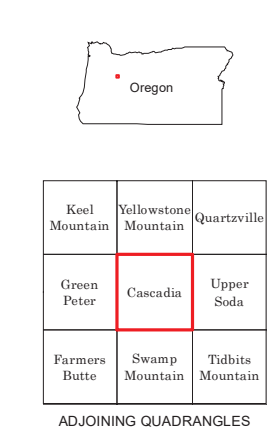 Oregon
Keel
Mountain
Yellowstone
Mountain
Quartzville
Green
Peter
Cascadia
Upper
Soda
Farmers
Butte
Swamp
Mountain
Tidbits
Mountain
ADJOINING QUADRANGLES